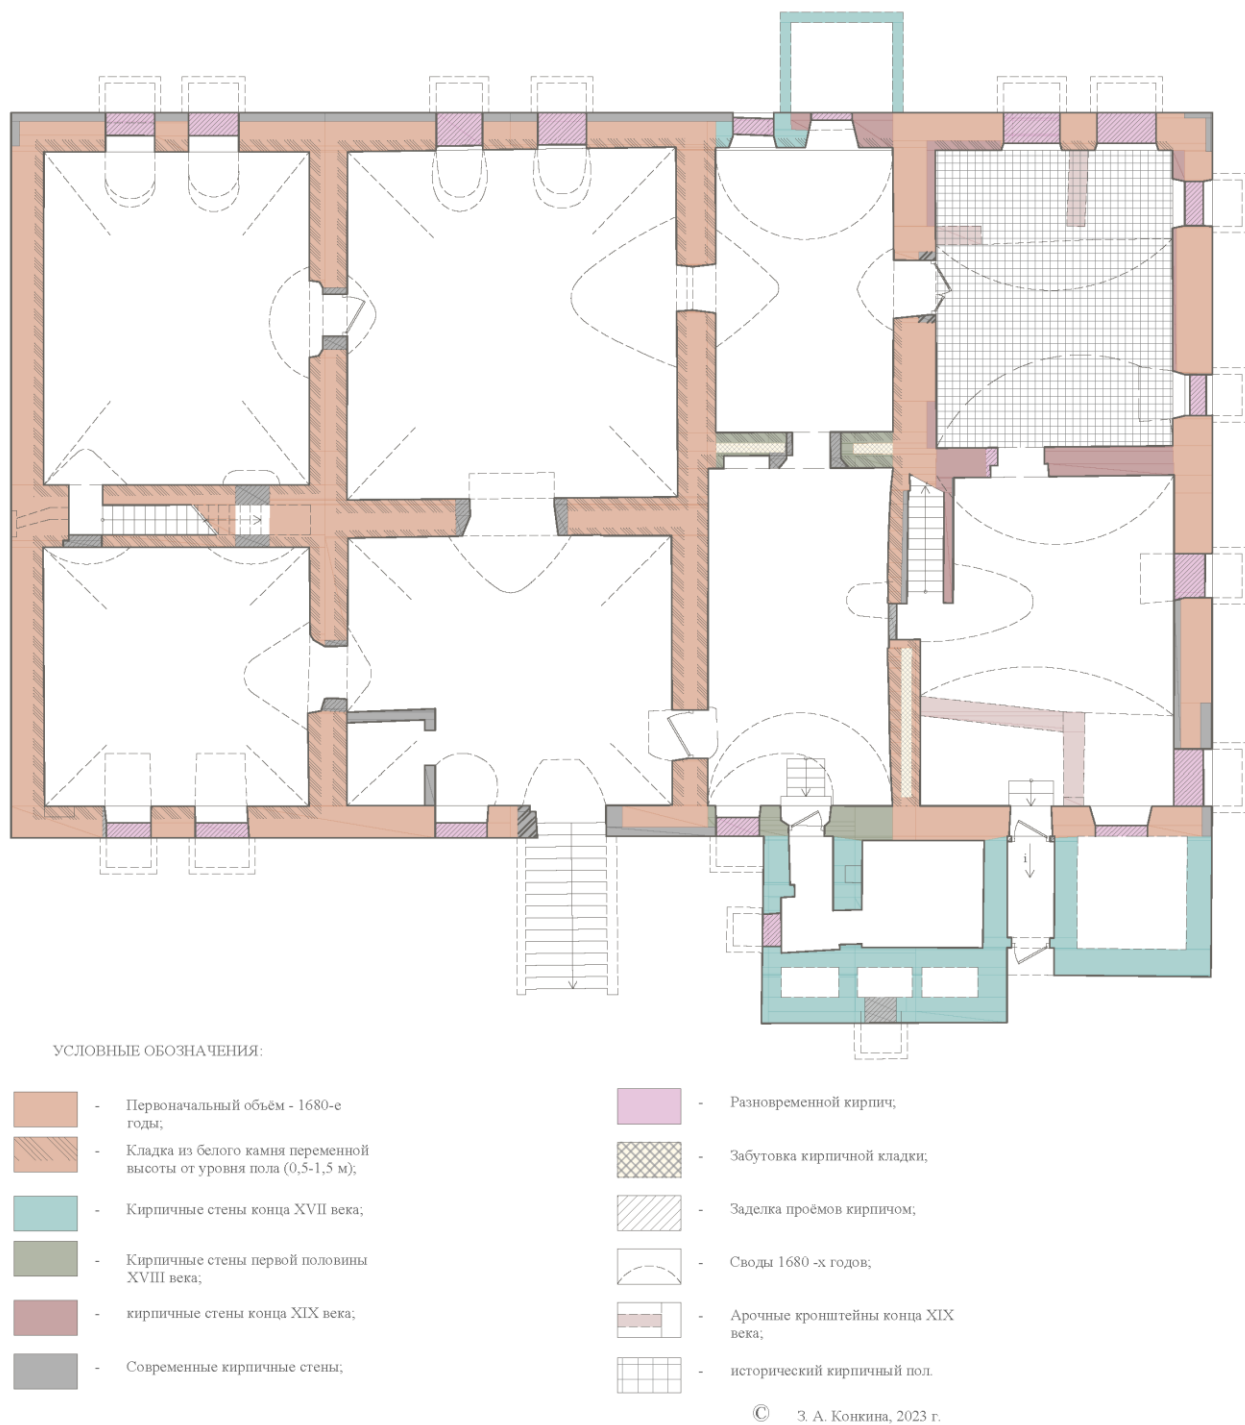 i
УСЛОВНЫЕ ОБОЗНАЧЕНИЯ:
- Первоначальный объём - 1680-е
годы;
- Кладка из белого камня переменной
высоты от уровня пола (0,5-1,5 м);
- Кирпичные стены конца XVII века;
- Кирпичные стены первой половины
XVIII века;
- кирпичные стены конца XIX века;
- Современные кирпичные стены;
- Разновременной кирпич;
- Забутовка кирпичной кладки;
- Заделка проёмов кирпичом;
- Своды 1680 -х годов;
- Арочные кронштейны конца XIX
века;
- исторический кирпичный пол.
© З. А. Конкина, 2023 г.